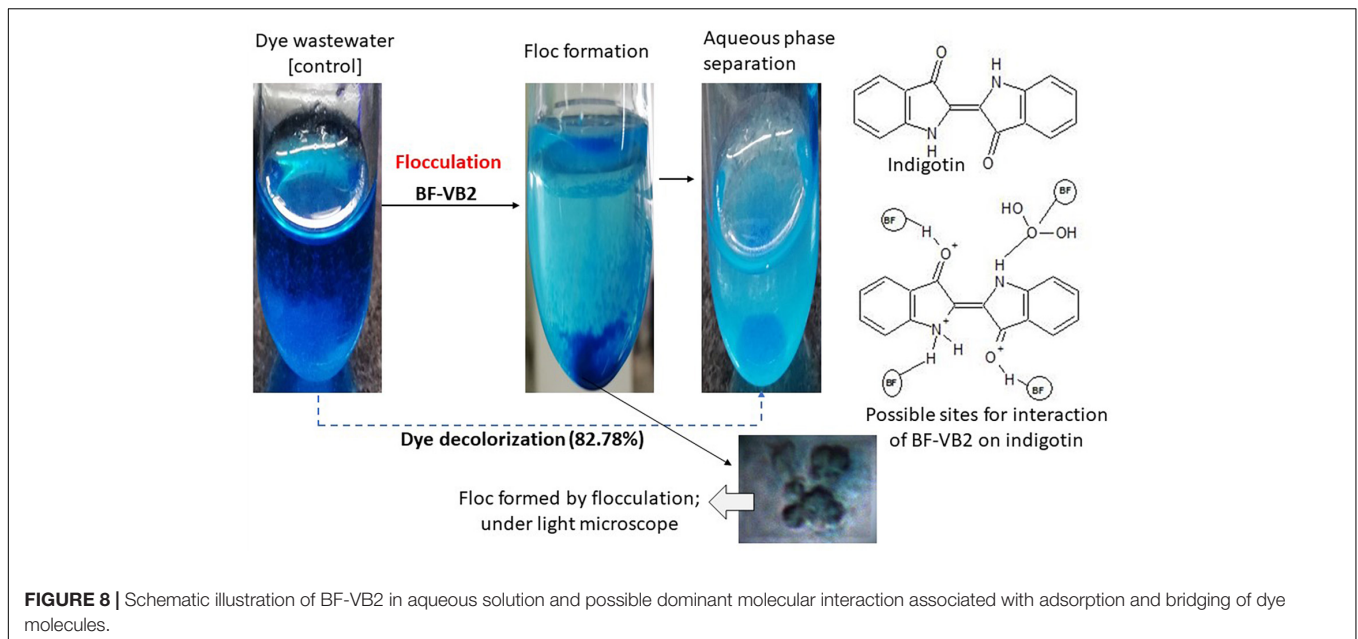 Dye wastewater
[control]
Floc formation
Aqueous phase
separation
Flocculation
BF-VB2
O
H
N
N
H
O
Indigotin
BF
HO
BF
H
O
OH
O+
H
N
N+
H
H
O+
BF
H
BF
Possible sites for interaction
of BF-VB2 on indigotin
Dye decolorization (82.78%)
Floc formed by flocculation;
under light microscope
FIGURE 8 | Schematic illustration of BF-VB2 in aqueous solution and possible dominant molecular interaction associated with adsorption and bridging of dye
molecules.